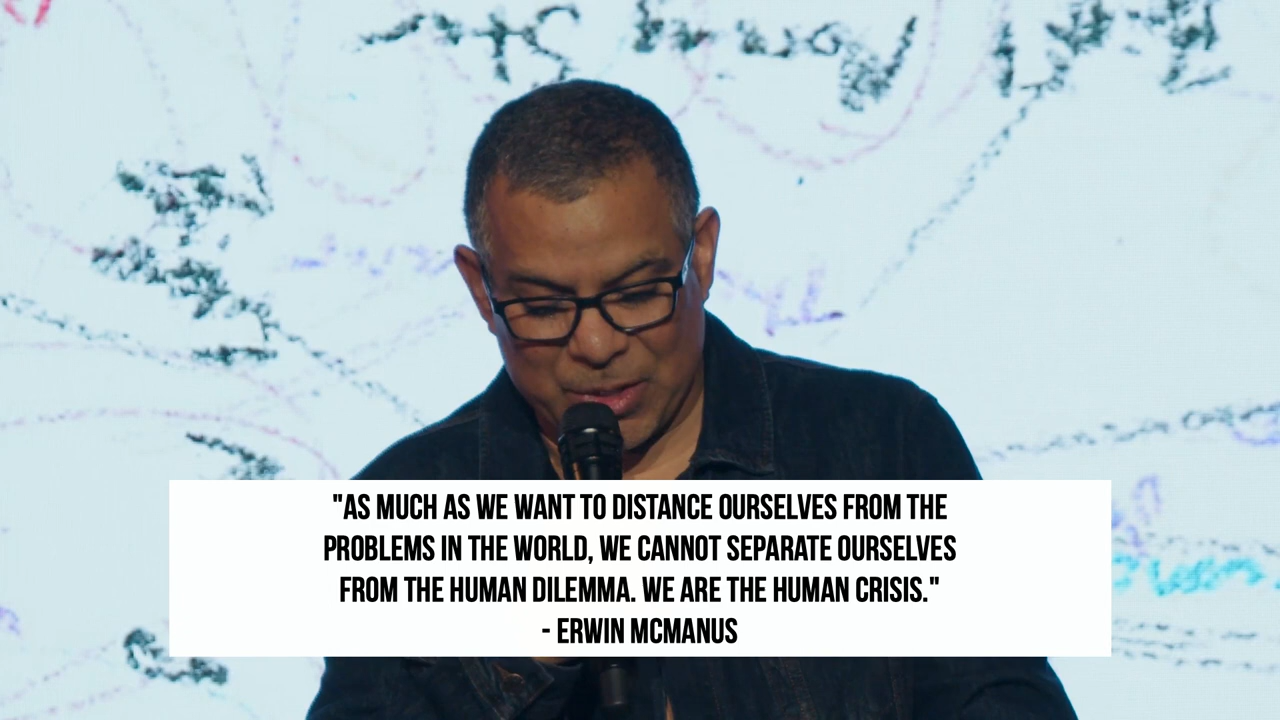 "AS MUCH AS WE WANT TO DISTANCE OURSELVES FROM THE
PROBLEMS IN THE WORLD, WE CANNOT SEPARATE OURSELVES
FROM THE HUMAN DILEMMA. WE ARE THE HUMAN CRISIS."
- ERWIN MCMANUS